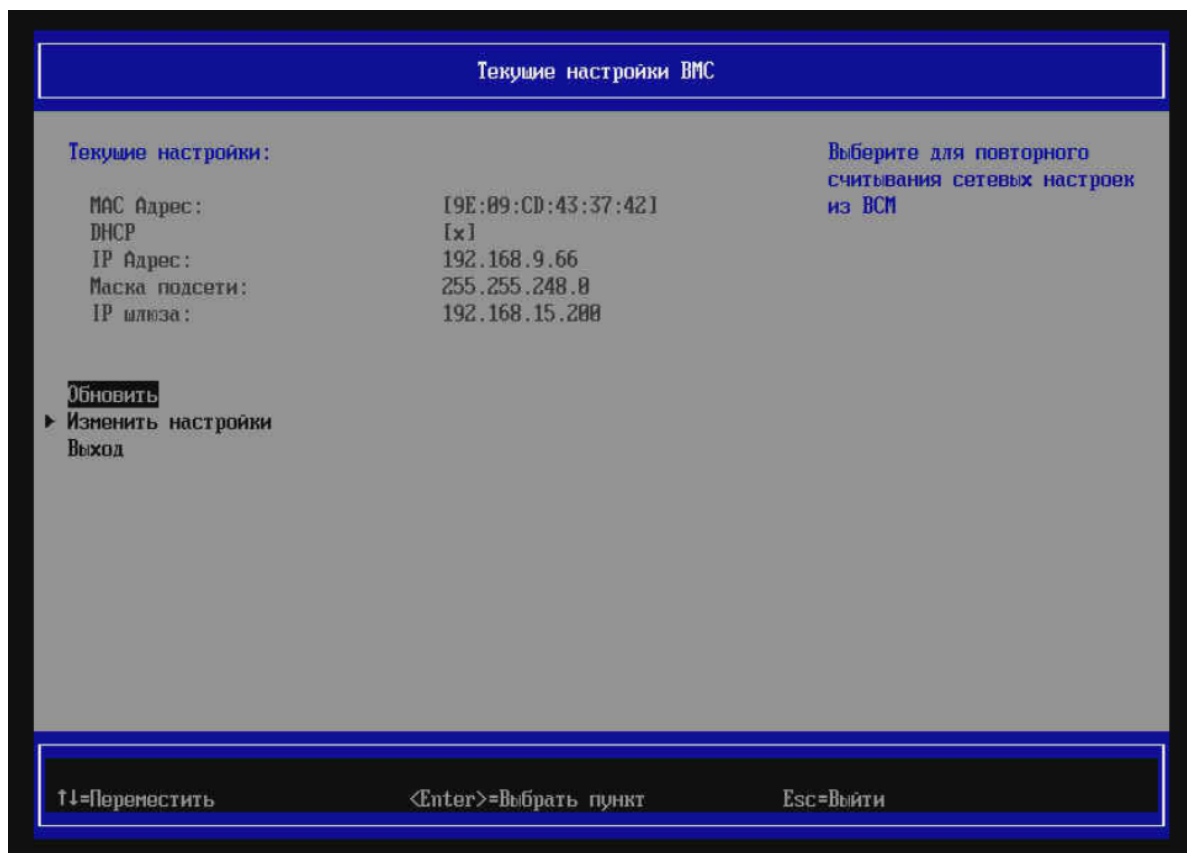 Текущие настройки BMC
Текущие настройки:
MAC Адрес: [9E:09:CD:43:37:42]
DHCP [x]
IP Адрес: 192.168.9.66
Маска подсети: 255.255.248.0
IP шлюза: 192.168.15.200
Обновить
Изменить настройки
Выход
Выберите для повторного
считывания сетевых настроек
из BCM
↑↓=Переместить <Enter>=Выбрать пункт Esc=Выйти